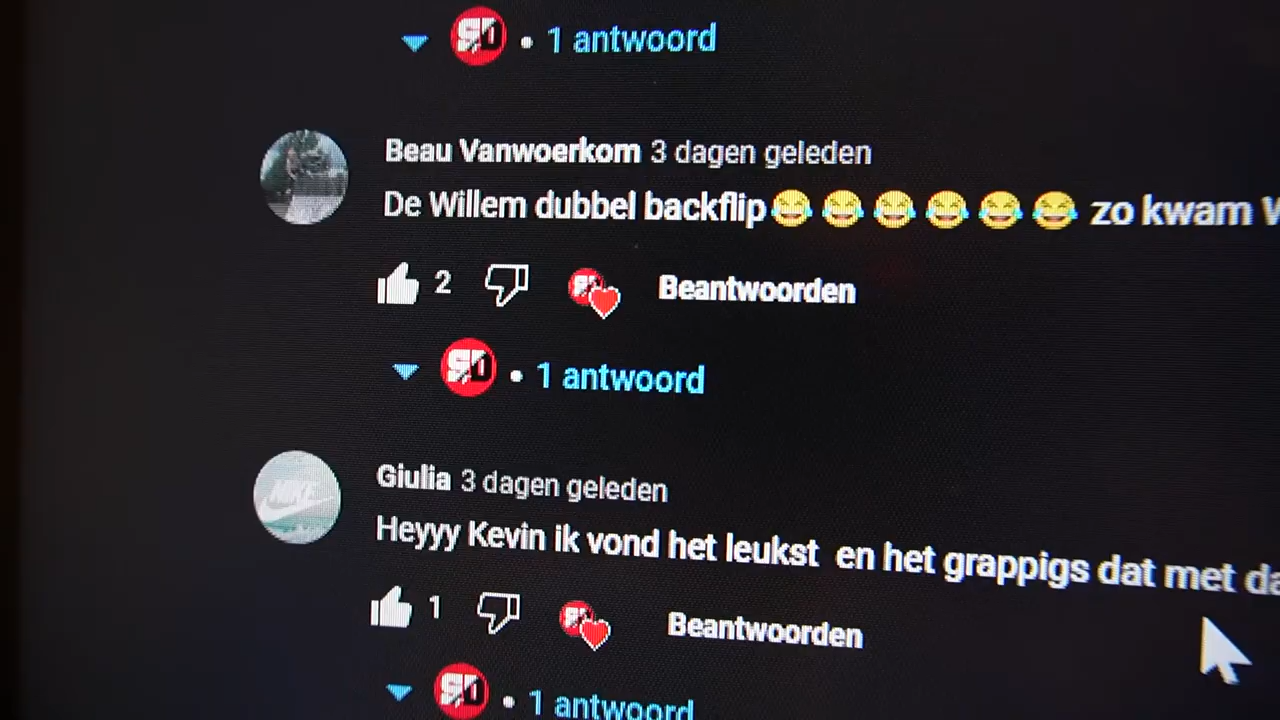 1 antwoord
Beau Vanwoerkom 3 dagen geleden
De Willem dubbel backflip😂😂😂😂😂😂 zo kwam
2 Beantwoorden
1 antwoord
Giulia 3 dagen geleden
NIKE
Heyyy Kevin ik vond het leukst en het grappigs dat met
1 Beantwoorden
1 antwoord